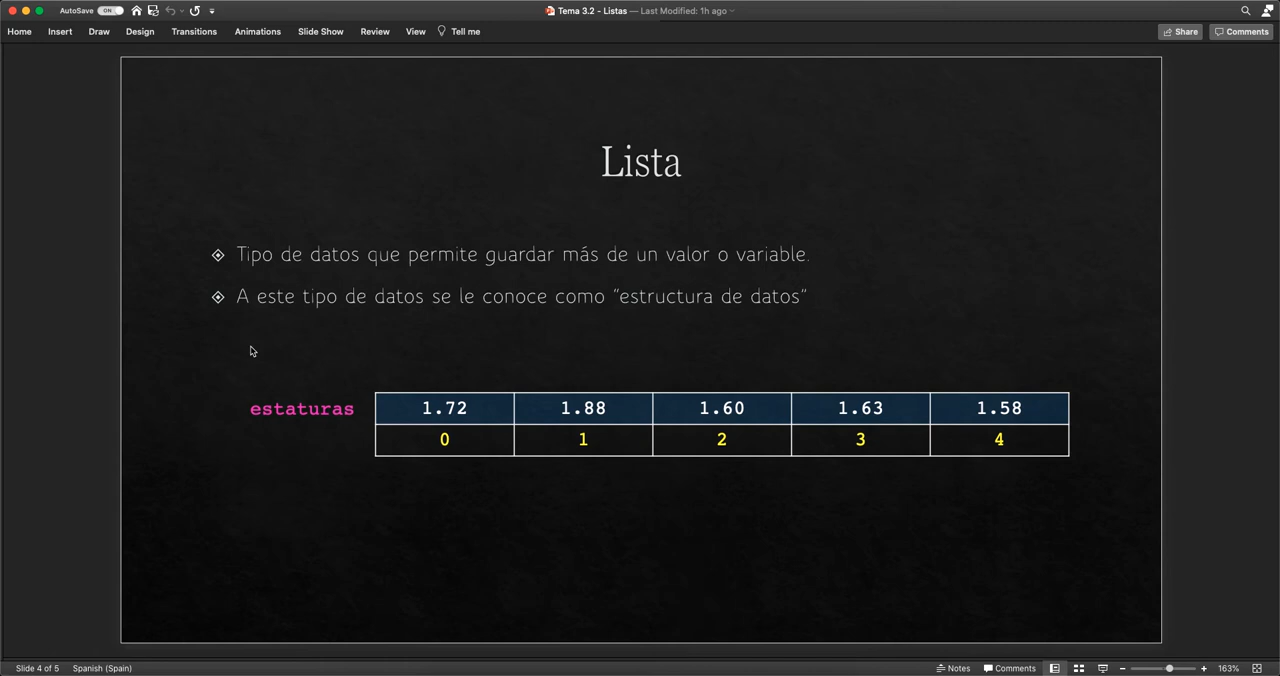 AutoSave ON Tema 3.2 - Listas — Last Modified: 1h ago
Home Insert Draw Design Transitions Animations Slide Show Review View Tell me Share Comments
Lista
Tipo de datos que permite guardar más de un valor o variable.
A este tipo de datos se le conoce como “estructura de datos”
estaturas 1.72 1.88 1.60 1.63 1.58
0 1 2 3 4
Slide 4 of 5 Spanish (Spain) Notes Comments 163%